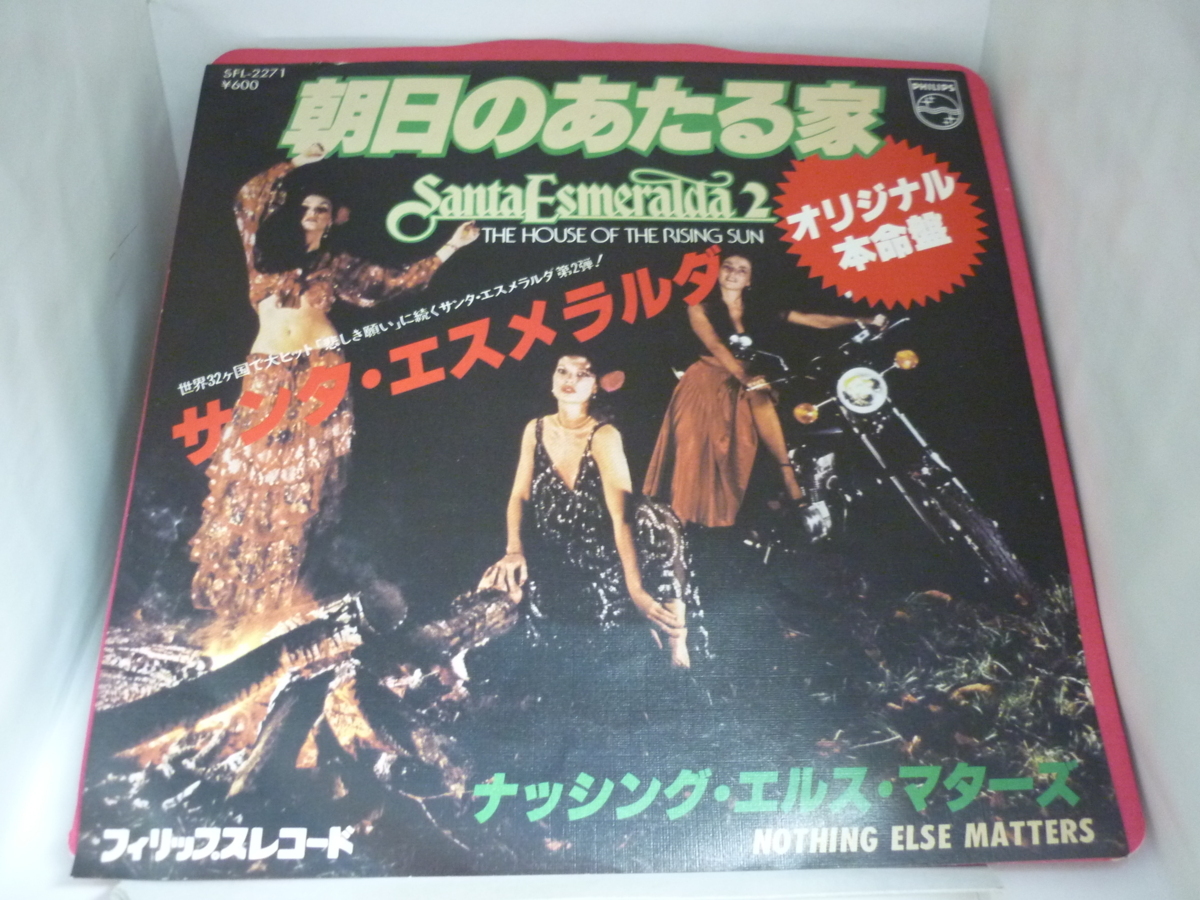 SFL-2271
¥600
朝日のあたる家
PHILIPS
Santa Esmeralda 2
THE HOUSE OF THE RISING SUN
オリジナル
本命盤
世界32ヶ国で大ヒット「悲しき願い」に続くサンタ・エスメラルダ第2弾!
サンタ・エスメラルダ
ナッシング・エルス・マターズ
NOTHING ELSE MATTERS
フィリップスレコード